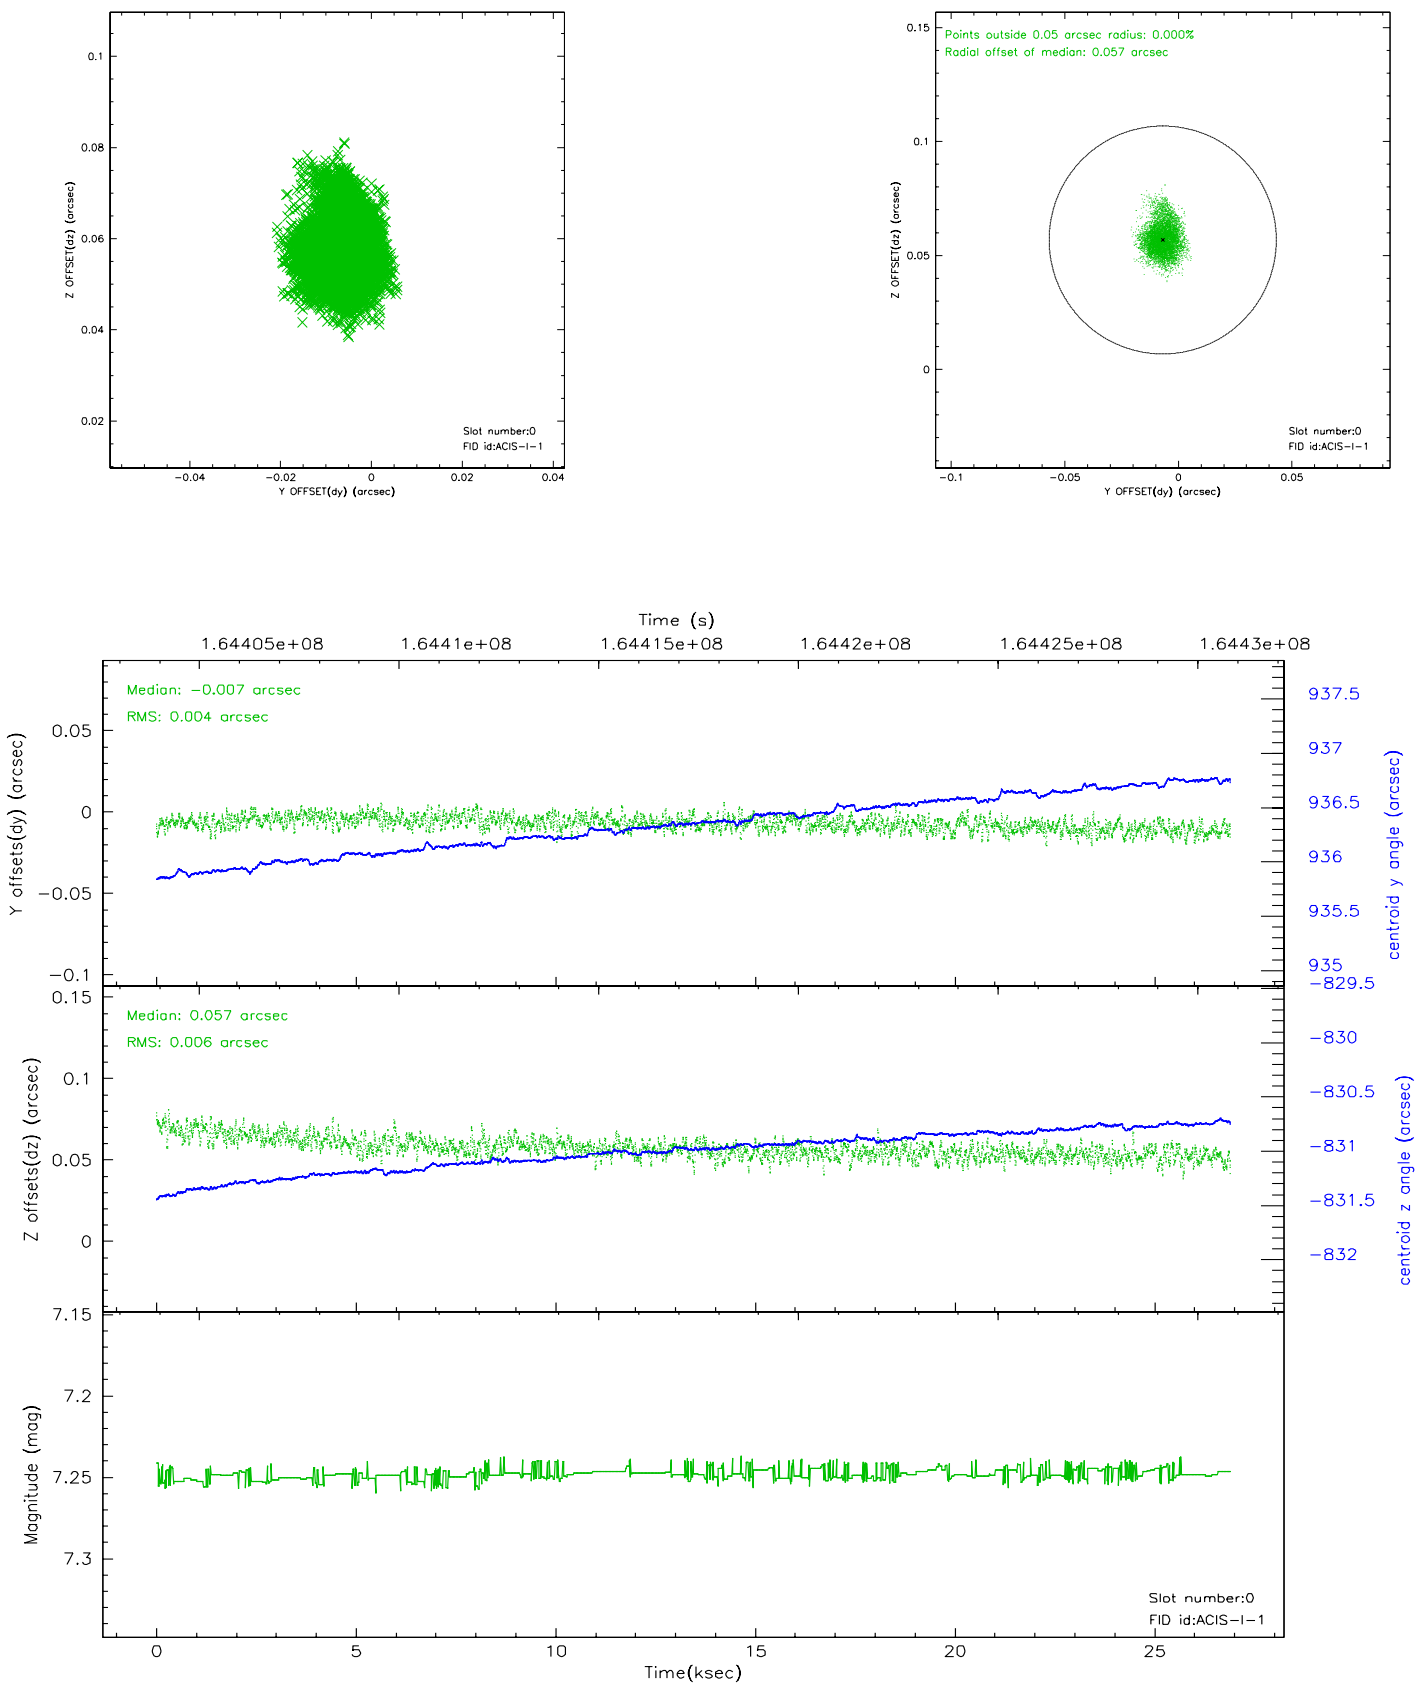 0.1
0.08
0.06
0.04
0.02
Z OFFSET(dz) (arcsec)
−0.04
−0.02
0
0.02
0.04
Y OFFSET(dy) (arcsec)
Slot number:0
FID id:ACIS−I−1
Points outside 0.05 arcsec radius: 0.000%
Radial offset of median: 0.057 arcsec
0.15
0.1
0.05
0
Z OFFSET(dz) (arcsec)
−0.1
−0.05
0
0.05
Y OFFSET(dy) (arcsec)
Slot number:0
FID id:ACIS−I−1
Time (s)
1.64405e+08
1.6441e+08
1.64415e+08
1.6442e+08
1.64425e+08
1.6443e+08
Median: −0.007 arcsec
RMS: 0.004 arcsec
0.05
0
−0.05
−0.1
Y offsets(dy) (arcsec)
937.5
937
936.5
936
935.5
935
centroid y angle (arcsec)
Median: 0.057 arcsec
RMS: 0.006 arcsec
0.15
0.1
0.05
0
Z offsets(dz) (arcsec)
−829.5
−830
−830.5
−831
−831.5
−832
centroid z angle (arcsec)
7.15
7.2
7.25
7.3
Magnitude (mag)
Slot number:0
FID id:ACIS−I−1
0
5
10
15
20
25
Time(ksec)